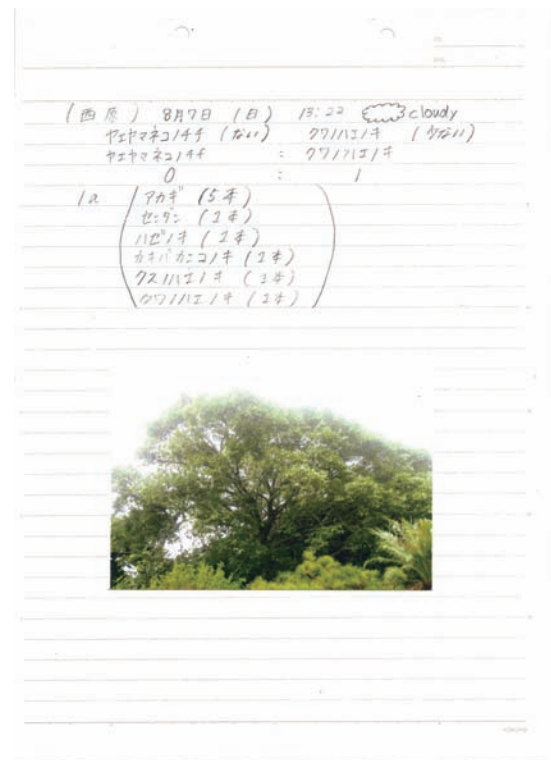 (西原) 8月7日 (日) 13:22 cloudy
ヤエヤマネコノチチ (ない) クワノハエノキ (少ない)
ヤエヤマネコノチチ : クワノハエノキ
0 : 1
1a アカギ (5本)
センダン (1本)
ハゼノキ (1本)
カキバカンコノキ (1本)
クスノハエノキ (1本)
クワノハエノキ (1本)